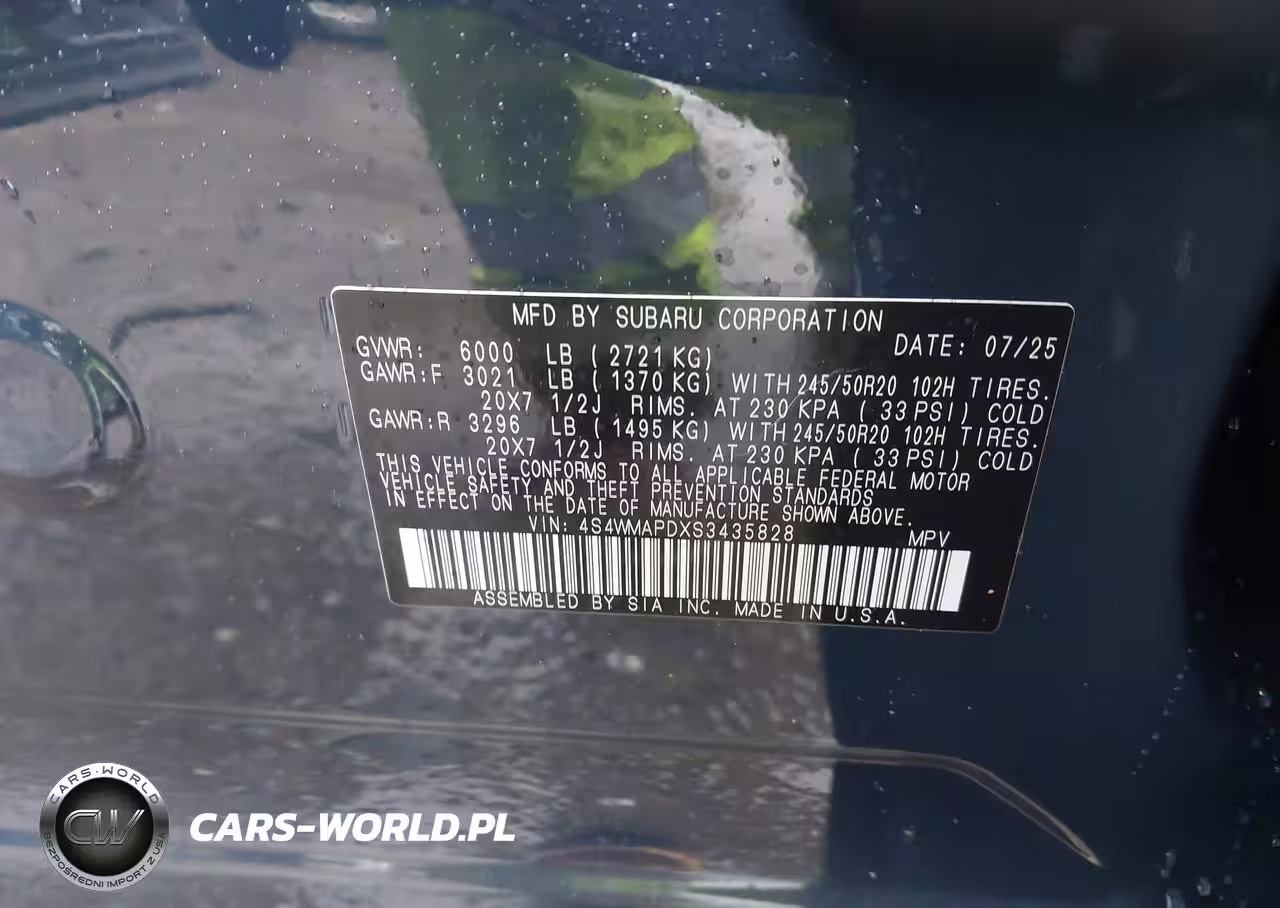 MFD BY SUBARU CORPORATION
GVWR: 6000 LB (2721 KG) DATE: 07/25
GAWR:F 3021 LB (1370 KG) WITH 245/50R20 102H TIRES.
20X7 1/2J RIMS. AT 230 KPA (33 PSI) COLD
GAWR:R 3296 LB (1495 KG) WITH 245/50R20 102H TIRES.
20X7 1/2J RIMS. AT 230 KPA (33 PSI) COLD
THIS VEHICLE CONFORMS TO ALL APPLICABLE FEDERAL MOTOR
VEHICLE SAFETY AND THEFT PREVENTION STANDARDS
IN EFFECT ON THE DATE OF MANUFACTURE SHOWN ABOVE.
VIN: 4S4WMAPDXS3435828 MPV
ASSEMBLED BY SIA INC. MADE IN U.S.A.
CARS-WORLD
CW
BEZPOŚREDNI IMPORT Z USA
CARS-WORLD.PL